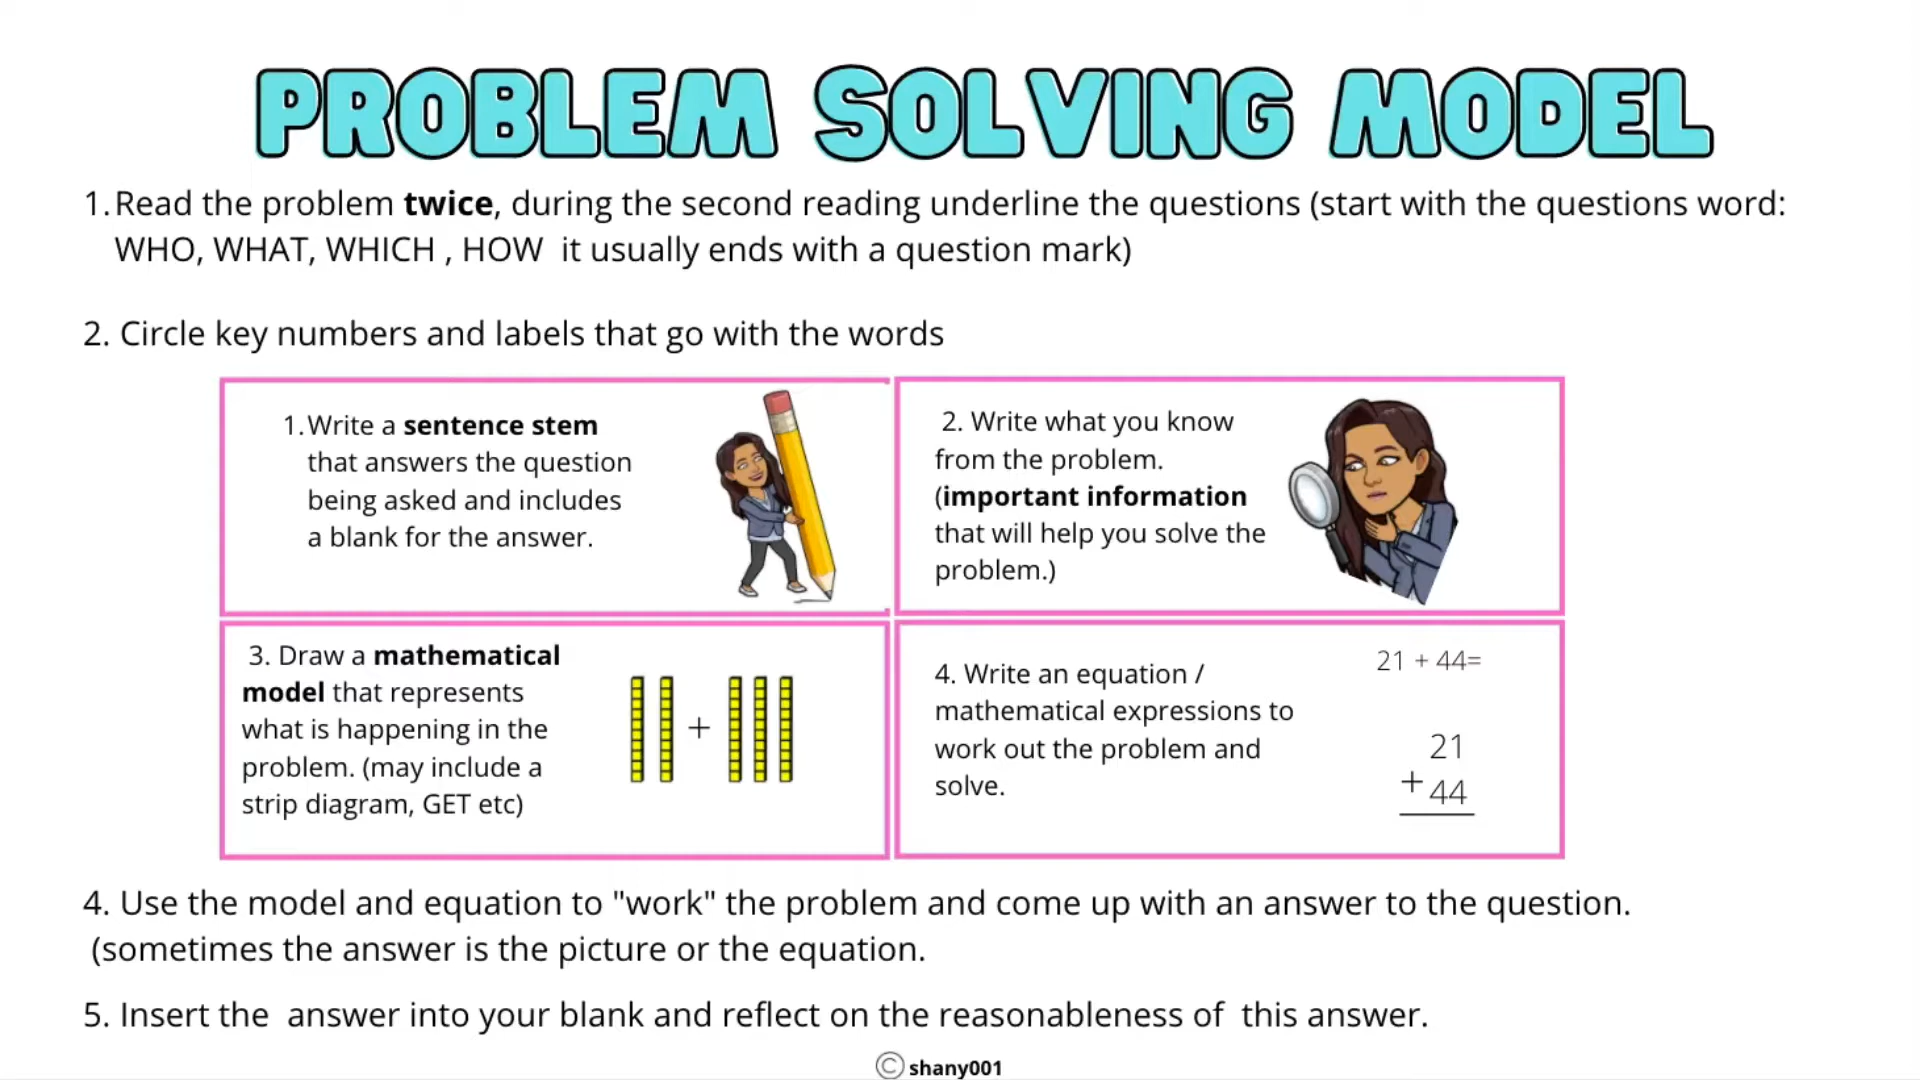 PROBLEM SOLVING MODEL
1. Read the problem twice, during the second reading underline the questions (start with the questions word:
WHO, WHAT, WHICH , HOW  it usually ends with a question mark)
2. Circle key numbers and labels that go with the words
1. Write a sentence stem
that answers the question
being asked and includes
a blank for the answer.
2. Write what you know
from the problem.
(important information
that will help you solve the
problem.)
3. Draw a mathematical
model that represents
what is happening in the
problem. (may include a
strip diagram, GET etc)
+
4. Write an equation /
mathematical expressions to
work out the problem and
solve.
21 + 44=
21
+ 44
4. Use the model and equation to "work" the problem and come up with an answer to the question.
(sometimes the answer is the picture or the equation.
5. Insert the  answer into your blank and reflect on the reasonableness of  this answer.
© shany001